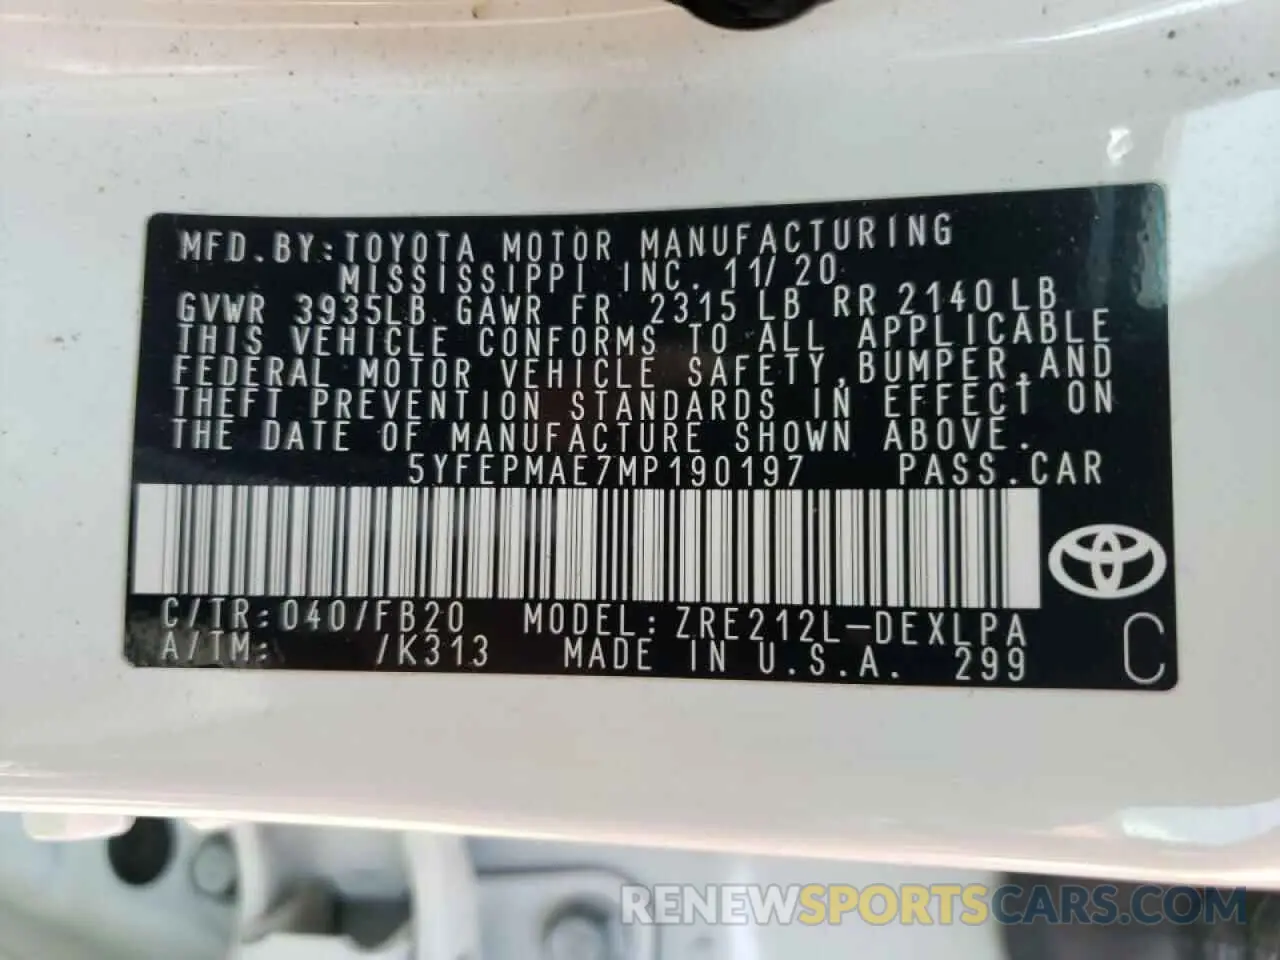 MFD.BY:TOYOTA MOTOR MANUFACTURING
MISSISSIPPI INC. 11/20
GVWR 3935LB GAWR FR 2315 LB RR 2140 LB
THIS VEHICLE CONFORMS TO ALL APPLICABLE
FEDERAL MOTOR VEHICLE SAFETY,BUMPER,AND
THEFT PREVENTION STANDARDS IN EFFECT ON
THE DATE OF MANUFACTURE SHOWN ABOVE.
5YFEPMAE7MP190197 PASS.CAR
C/TR:040/FB20 MODEL:ZRE212L-DEXLPA
A/TM: /K313 MADE IN U.S.A. 299 C
RENEWSPORTSCARS.COM